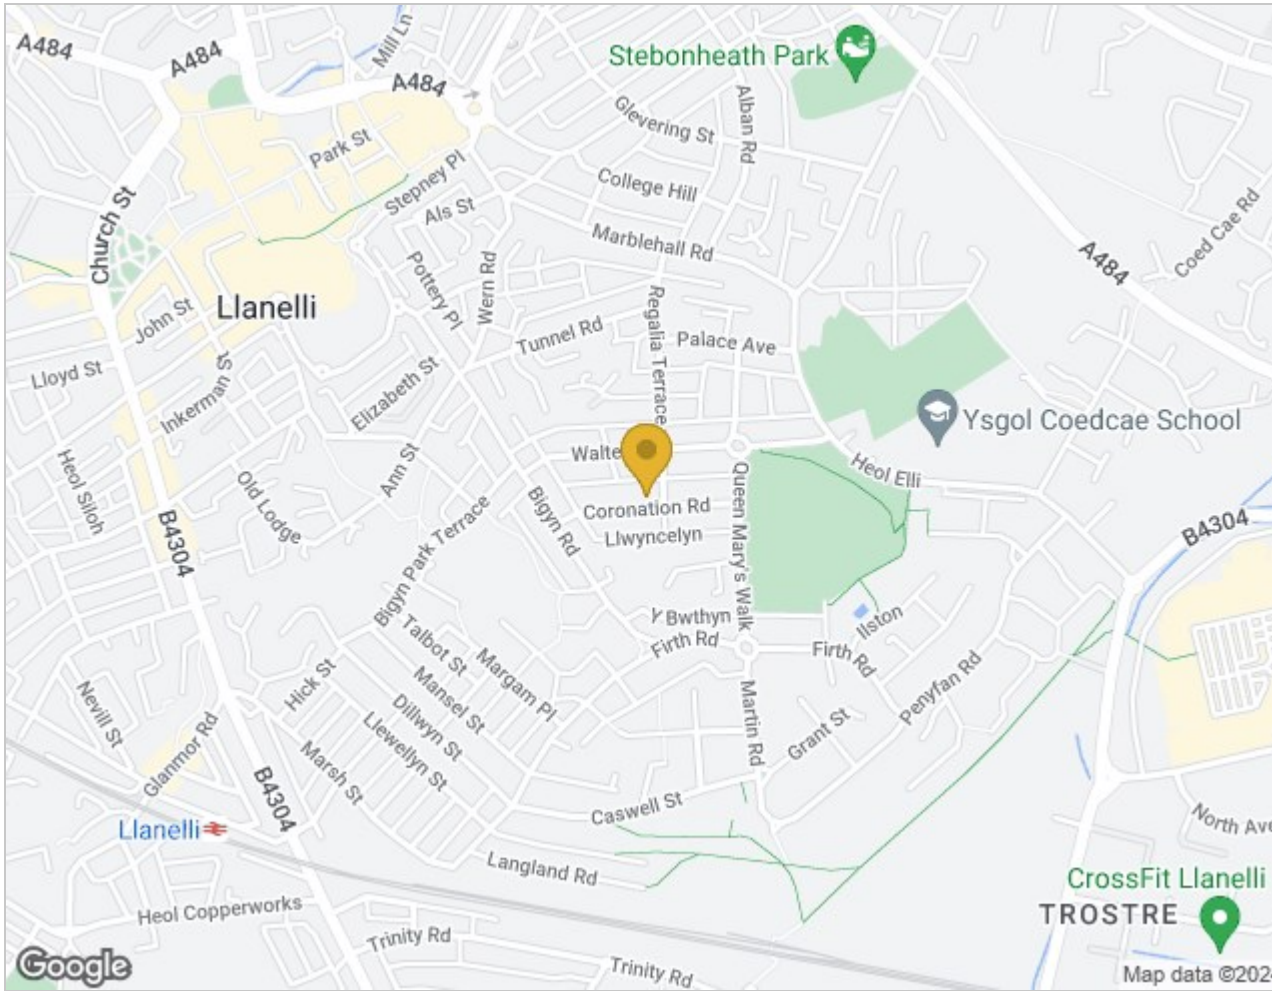 A484
A484
Mill Ln
A484
Stebonheath Park
Glevering St
Alban Rd
Park St
Stepney Pl
Als St
College Hill
Marblehall Rd
Coed Cae Rd
A484
Church St
Pottery Pl
Wern Rd
Llanelli
John St
Tunnel Rd
Regalia Terrace
Palace Ave
Lloyd St
Inkerman St
Elizabeth St
Ysgol Coedcae School
Walte
Heol Elli
Heol Siloh
Old Lodge
Ann St
Bigyn Rd
Coronation Rd
Llwyncelyn
Queen Mary's Walk
B4304
B4304
Bigyn Park Terrace
Y Bwthyn
Firth Rd
Ilston
Firth Rd
Talbot St
Margam Pl
Mansel St
Hick St
Dillwyn St
Llewellyn St
Penyfan Rd
Martin Rd
Grant St
Nevill St
Glanmor Rd
Marsh St
B4304
Caswell St
Llanelli
North Ave
Langland Rd
CrossFit Llanelli
TROSTRE
Heol Copperworks
Trinity Rd
Trinity Rd
Google
Map data ©2024